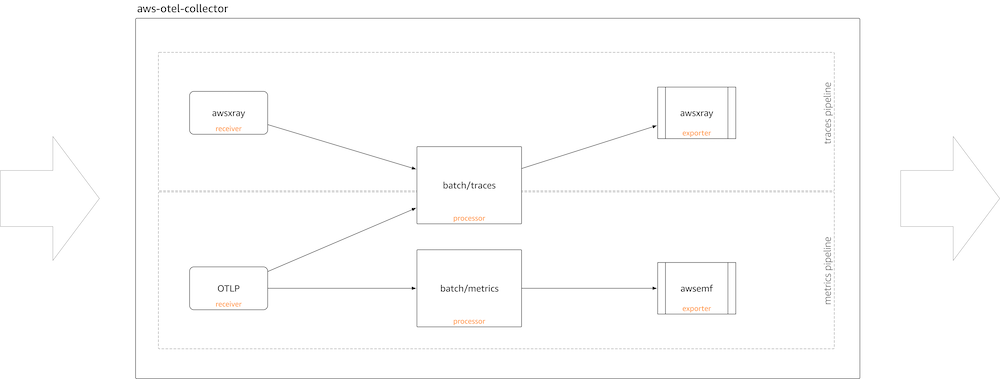 aws-otel-collector
awsxray
receiver
awsxray
exporter
traces pipeline
batch/traces
processor
OTLP
receiver
batch/metrics
processor
awsemf
exporter
metrics pipeline